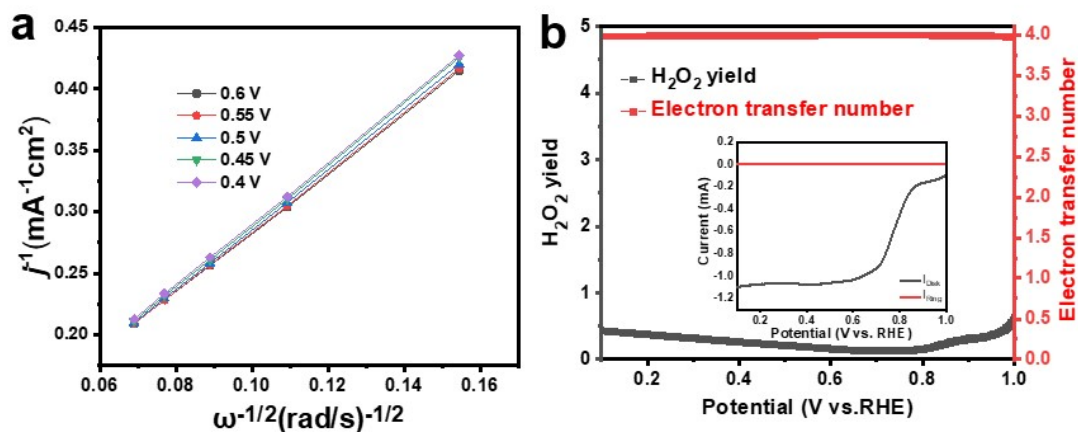 a
0.45
0.40
0.35
0.30
0.25
0.20
j-1(mA-1cm2)
0.6 V
0.55 V
0.5 V
0.45 V
0.4 V
0.06 0.08 0.10 0.12 0.14 0.16
ω-1/2(rad/s)-1/2
b
5
4
3
2
1
0
H2O2 yield
H2O2 yield
Electron transfer number
0.2
0.0
-0.2
-0.4
-0.6
-0.8
-1.0
-1.2
Current (mA)
IDisk
IRing
0.2 0.4 0.6 0.8 1.0
Potential (V vs. RHE)
0.2 0.4 0.6 0.8 1.0
Potential (V vs.RHE)
4.0
3.5
3.0
2.5
2.0
1.5
1.0
0.5
0.0
Electron transfer number